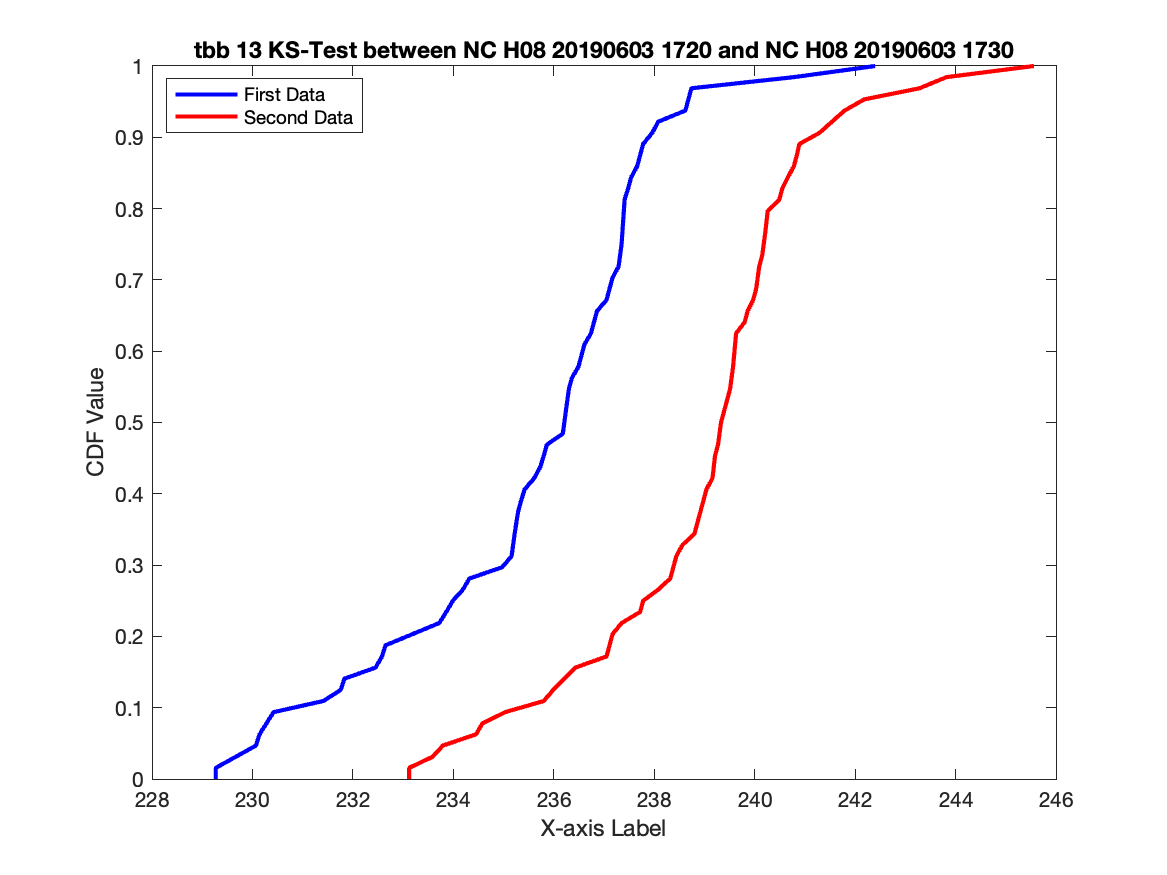 tbb 13 KS-Test between NC H08 20190603 1720 and NC H08 20190603 1730
First Data
Second Data
1
0.9
0.8
0.7
0.6
0.5
0.4
0.3
0.2
0.1
0
CDF Value
228 230 232 234 236 238 240 242 244 246
X-axis Label